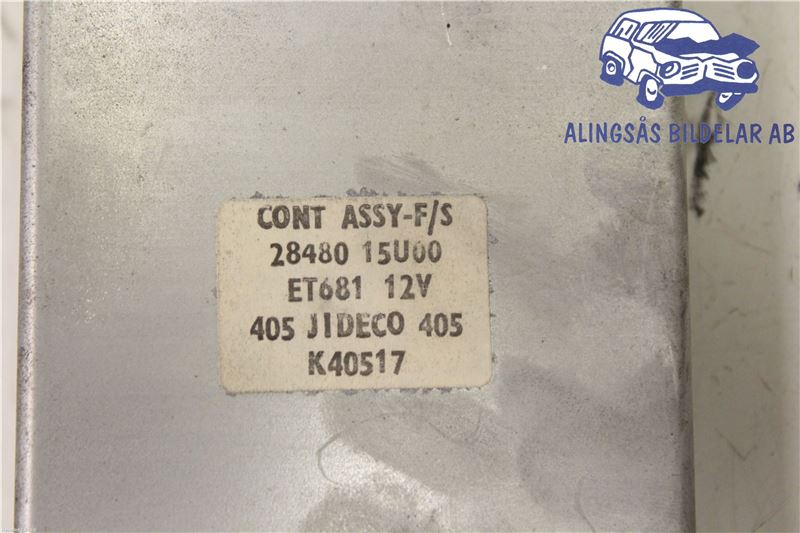 ALINGSÅS BILDELAR AB
CONT ASSY-F/S
28480 15U00
ET681 12V
405 JIDECO 405
K40517